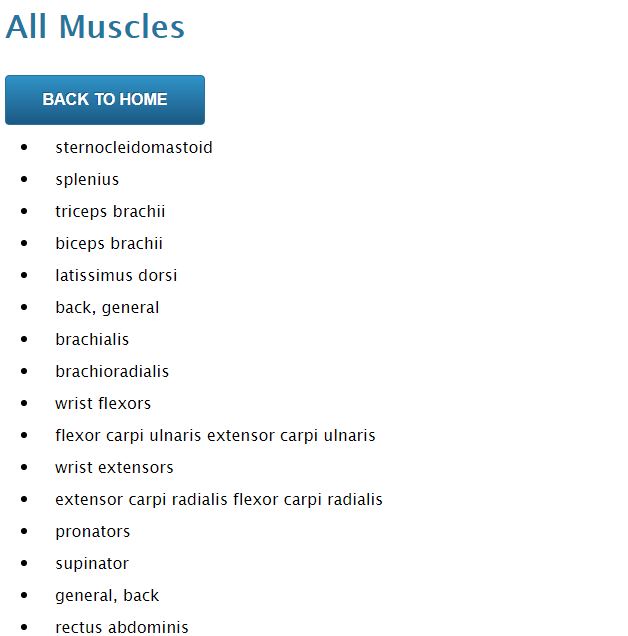 All Muscles
BACK TO HOME
sternocleidomastoid
splenius
triceps brachii
biceps brachii
latissimus dorsi
back, general
brachialis
brachioradialis
wrist flexors
flexor carpi ulnaris extensor carpi ulnaris
wrist extensors
extensor carpi radialis flexor carpi radialis
pronators
supinator
general, back
rectus abdominis